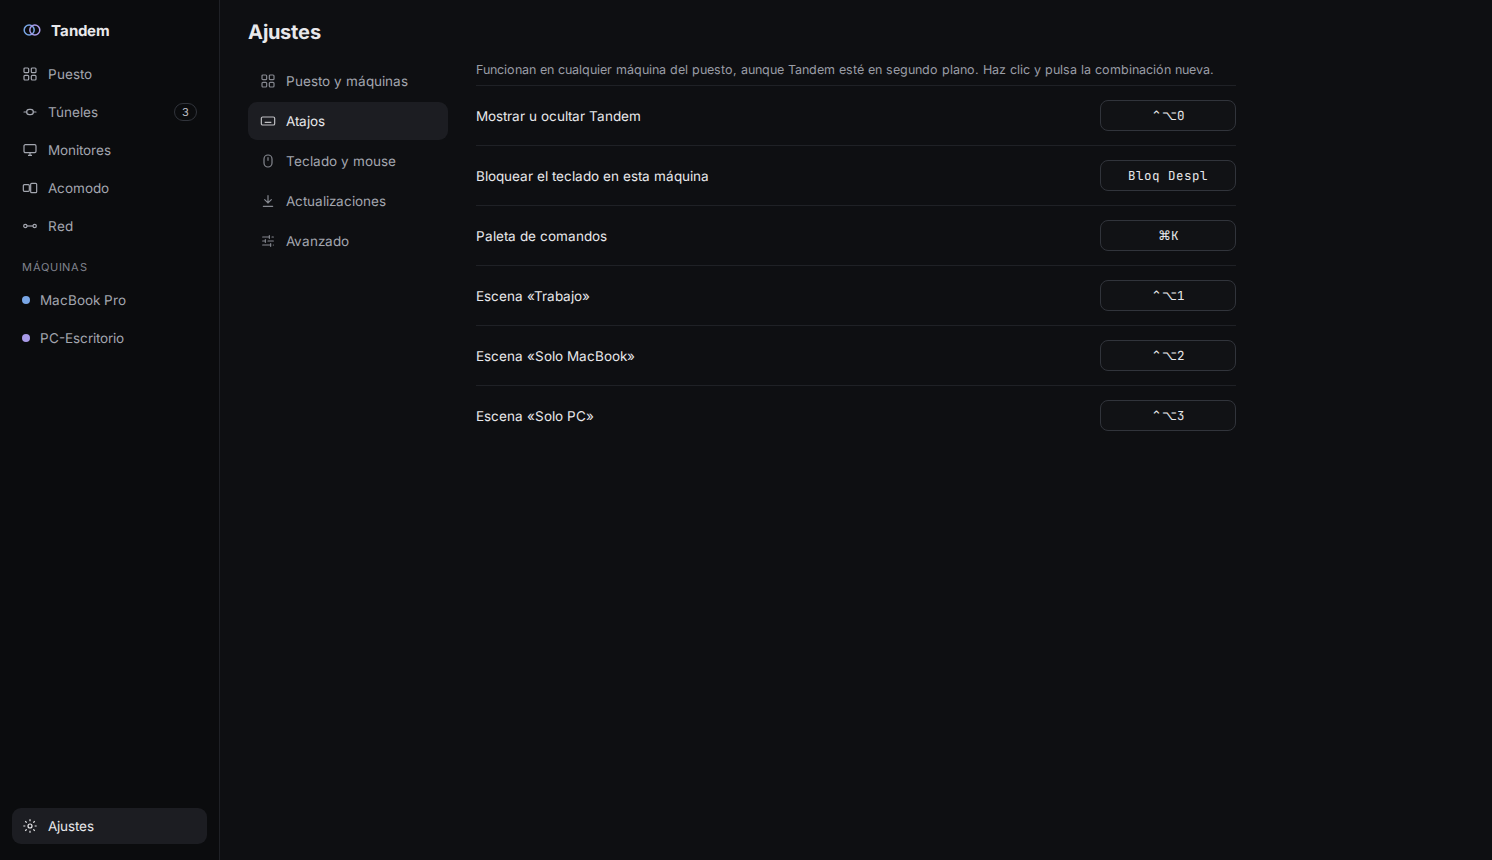 Tandem
Puesto
Túneles 3
Monitores
Acomodo
Red
MÁQUINAS
MacBook Pro
PC-Escritorio
Ajustes
Ajustes
Puesto y máquinas
Atajos
Teclado y mouse
Actualizaciones
Avanzado
Funcionan en cualquier máquina del puesto, aunque Tandem esté en segundo plano. Haz clic y pulsa la combinación nueva.
Mostrar u ocultar Tandem ⌃⌥0
Bloquear el teclado en esta máquina Bloq Despl
Paleta de comandos ⌘K
Escena «Trabajo» ⌃⌥1
Escena «Solo MacBook» ⌃⌥2
Escena «Solo PC» ⌃⌥3